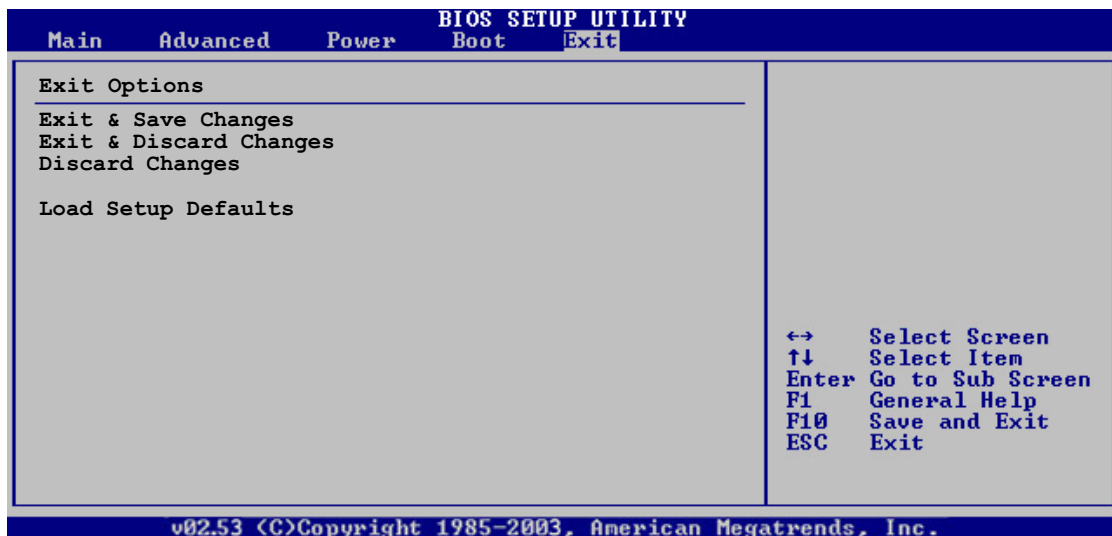 BIOS SETUP UTILITY
Main Advanced Power Boot Exit
Exit Options
Exit & Save Changes
Exit & Discard Changes
Discard Changes
Load Setup Defaults
←→ Select Screen
↑↓ Select Item
Enter Go to Sub Screen
F1 General Help
F10 Save and Exit
ESC Exit
v02.53 (C)Copyright 1985-2003, American Megatrends, Inc.